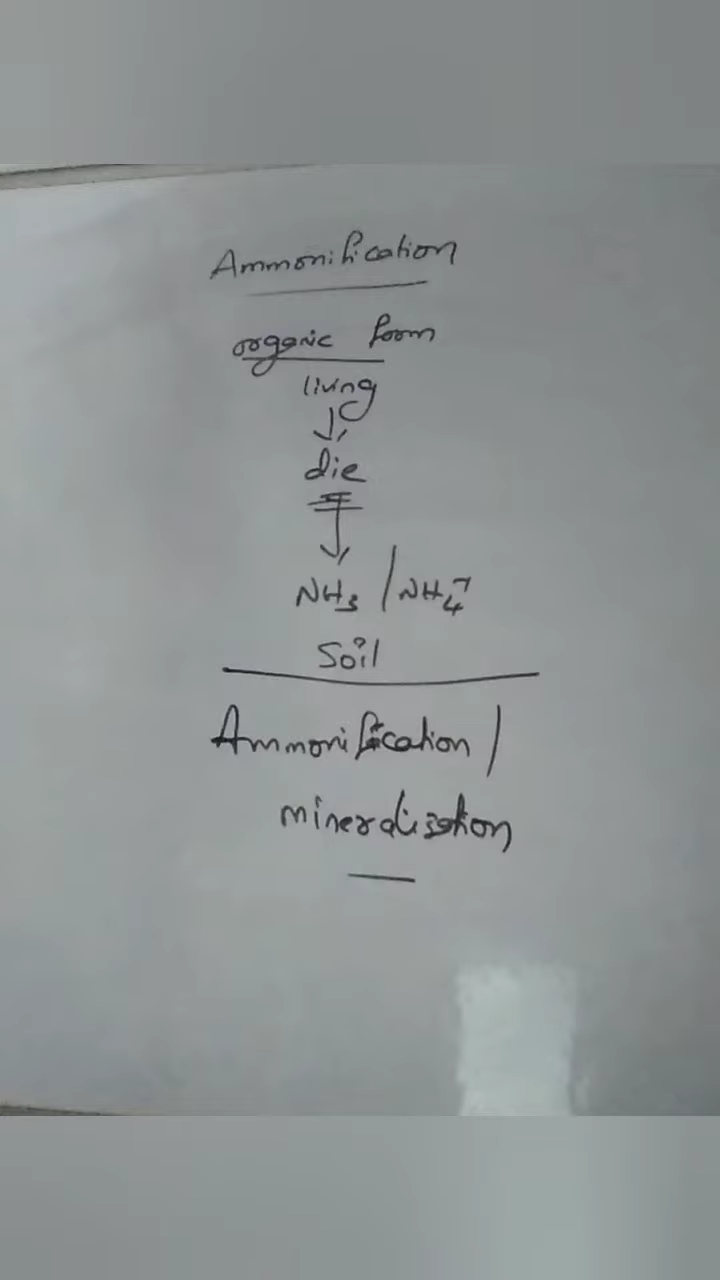 Ammonification
organic form
living
die
NH3 / NH4+
Soil
Ammonification /
mineralisation